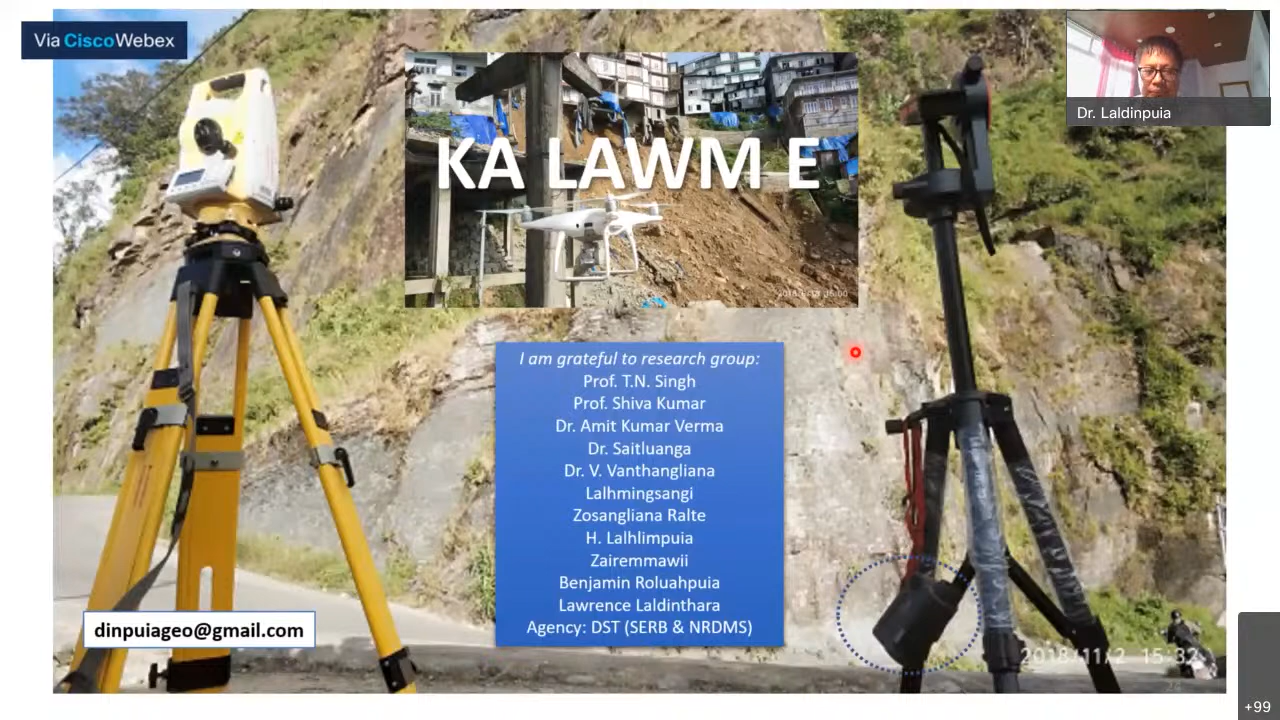 Via CiscoWebex
Dr. Laldinpuia
KA LAWM E
I am grateful to research group:
Prof. T.N. Singh
Prof. Shiva Kumar
Dr. Amit Kumar Verma
Dr. Saitluanga
Dr. V. Vanthangliana
Lalhmingsangi
Zosangliana Ralte
H. Lalhlimpuia
Zairemmawii
Benjamin Roluahpuia
Lawrence Laldinthara
Agency: DST (SERB & NRDMS)
dinpuiageo@gmail.com
2018/11/2 15:32
+99